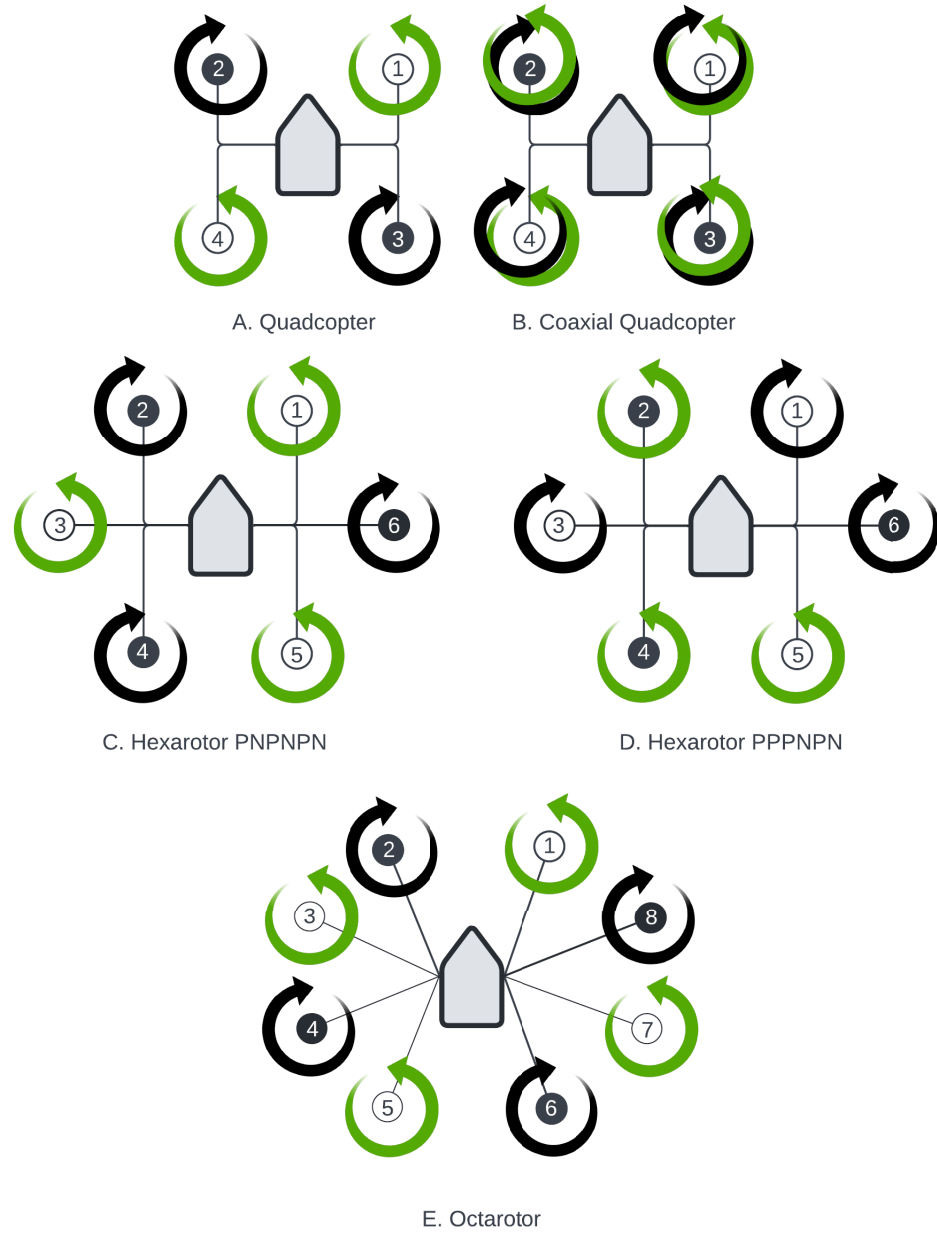 2 1
4 3
A. Quadcopter
2 1
4 3
B. Coaxial Quadcopter
2 1
3 6
4 5
C. Hexarotor PNPNPN
2 1
3 6
4 5
D. Hexarotor PPPNPN
2 1
3 8
4 7
5 6
E. Octarotor